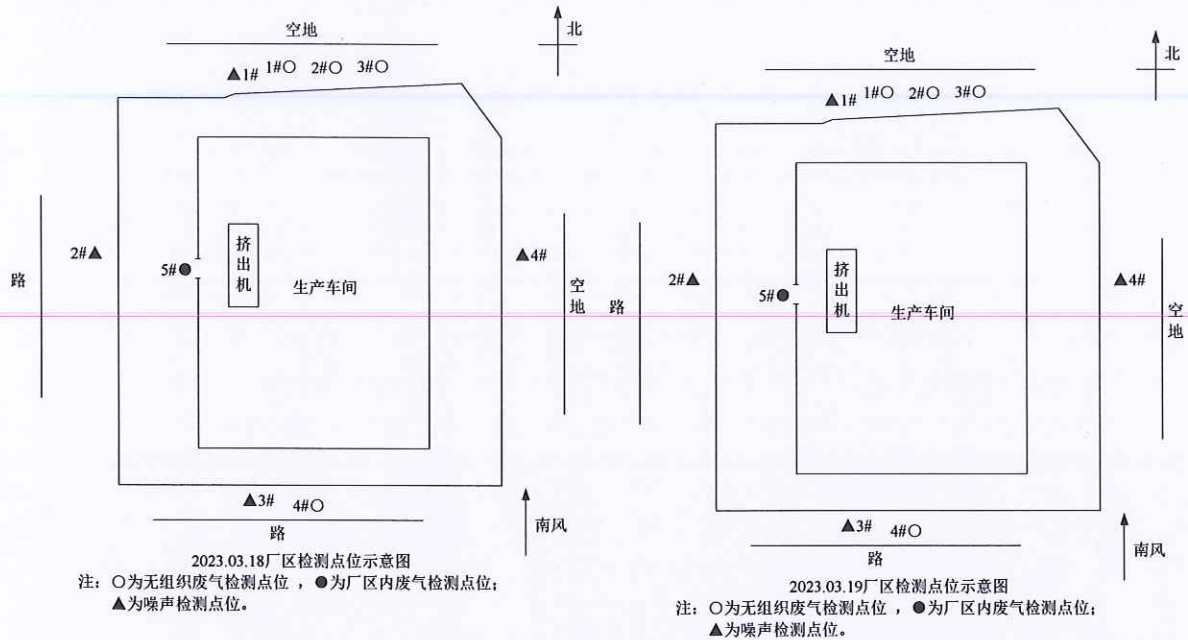 空地
北
▲1# 1#○ 2#○ 3#○
路
2#▲
5#●
挤出机
生产车间
▲4#
空地
▲3# 4#○
路
南风
2023.03.18厂区检测点位示意图
注：○为无组织废气检测点位，●为厂区内废气检测点位；
▲为噪声检测点位。
空地
北
▲1# 1#○ 2#○ 3#○
路
2#▲
5#●
挤出机
生产车间
▲4#
空地
▲3# 4#○
路
南风
2023.03.19厂区检测点位示意图
注：○为无组织废气检测点位，●为厂区内废气检测点位；
▲为噪声检测点位。